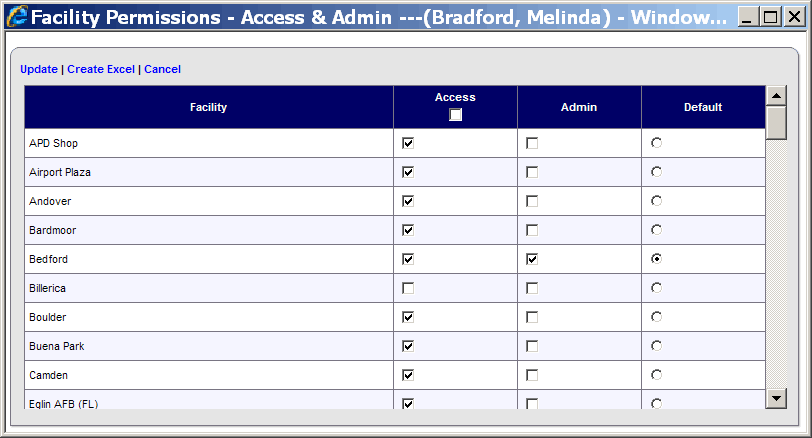 Facility Permissions - Access & Admin ---(Bradford, Melinda) - Window...
Update | Create Excel | Cancel
Facility Access Admin Default
APD Shop
Airport Plaza
Andover
Bardmoor
Bedford
Billerica
Boulder
Buena Park
Camden
Eglin AFB (FL)